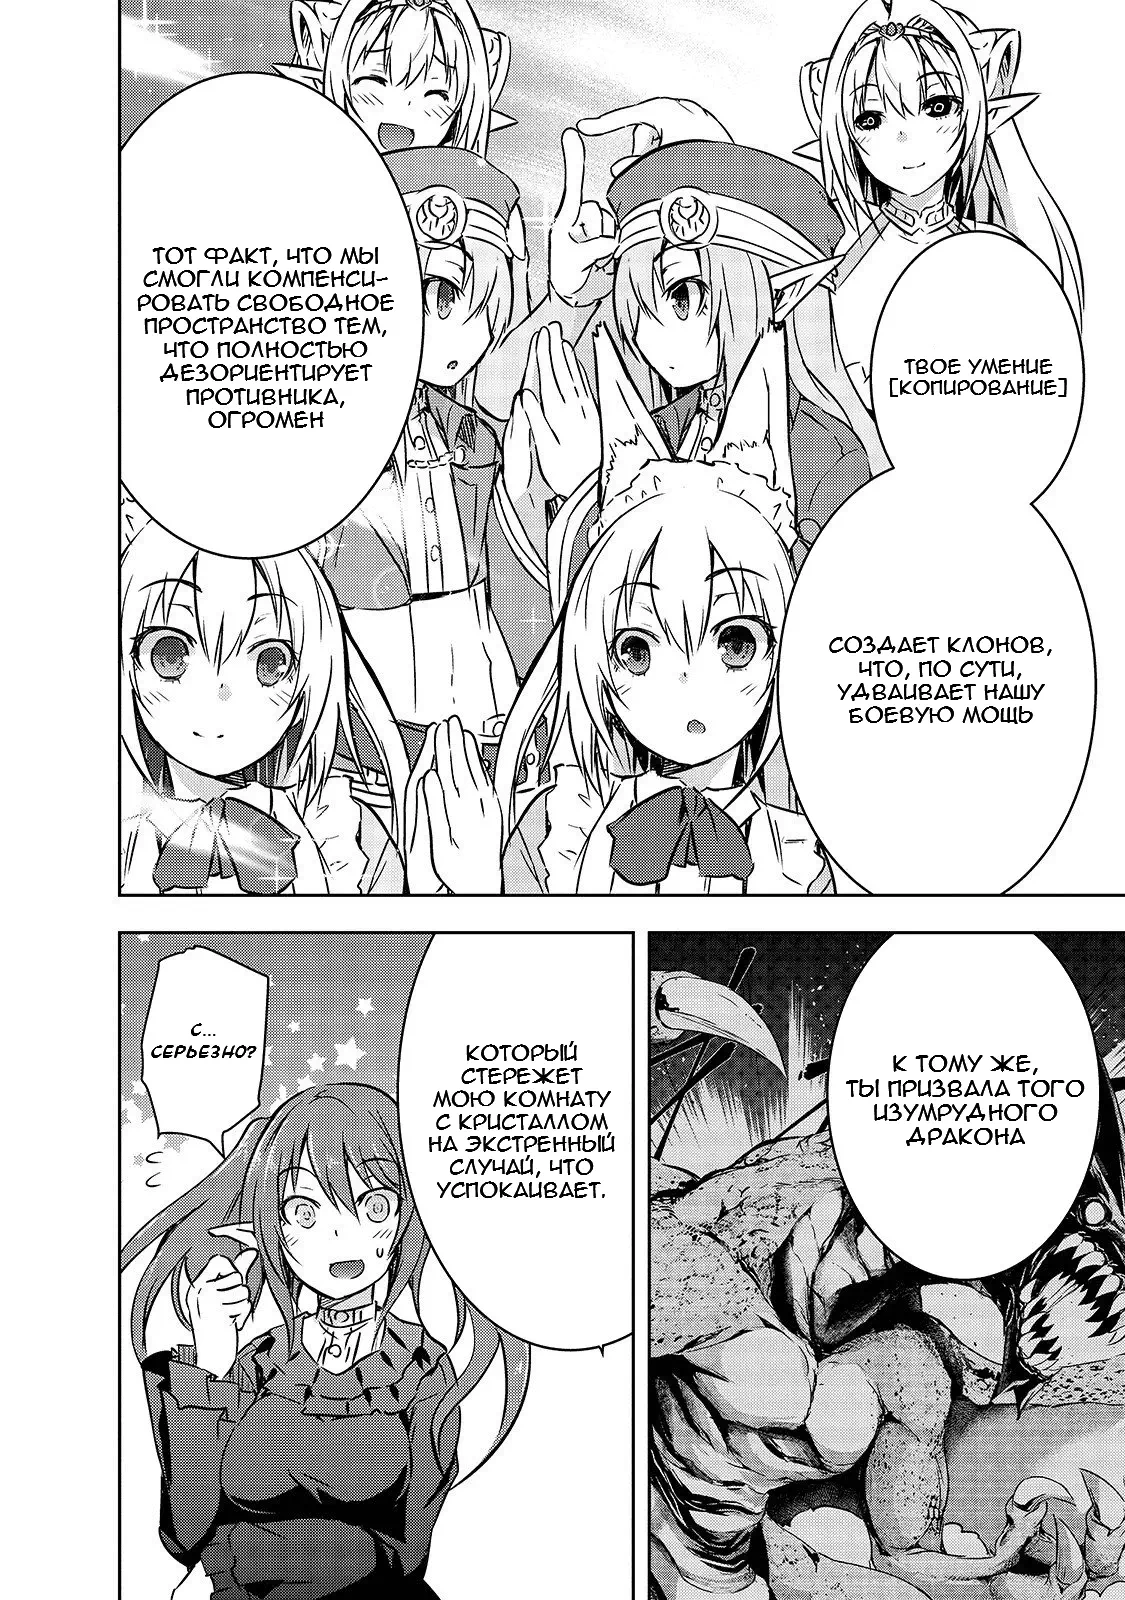 ТВОЕ УМЕНИЕ
[КОПИРОВАНИЕ]
СОЗДАЕТ КЛОНОВ,
ЧТО, ПО СУТИ,
УДВАИВАЕТ НАШУ
БОЕВУЮ МОЩЬ
ТОТ ФАКТ, ЧТО МЫ
СМОГЛИ КОМПЕНСИ-
РОВАТЬ СВОБОДНОЕ
ПРОСТРАНСТВО ТЕМ,
ЧТО ПОЛНОСТЬЮ
ДЕЗОРИЕНТИРУЕТ
ПРОТИВНИКА,
ОГРОМЕН
К ТОМУ ЖЕ,
ТЫ ПРИЗВАЛА ТОГО
ИЗУМРУДНОГО
ДРАКОНА
КОТОРЫЙ
СТЕРЕЖЕТ
МОЮ КОМНАТУ
С КРИСТАЛЛОМ
НА ЭКСТРЕННЫЙ
СЛУЧАЙ, ЧТО
УСПОКАИВАЕТ.
С...
СЕРЬЕЗНО?